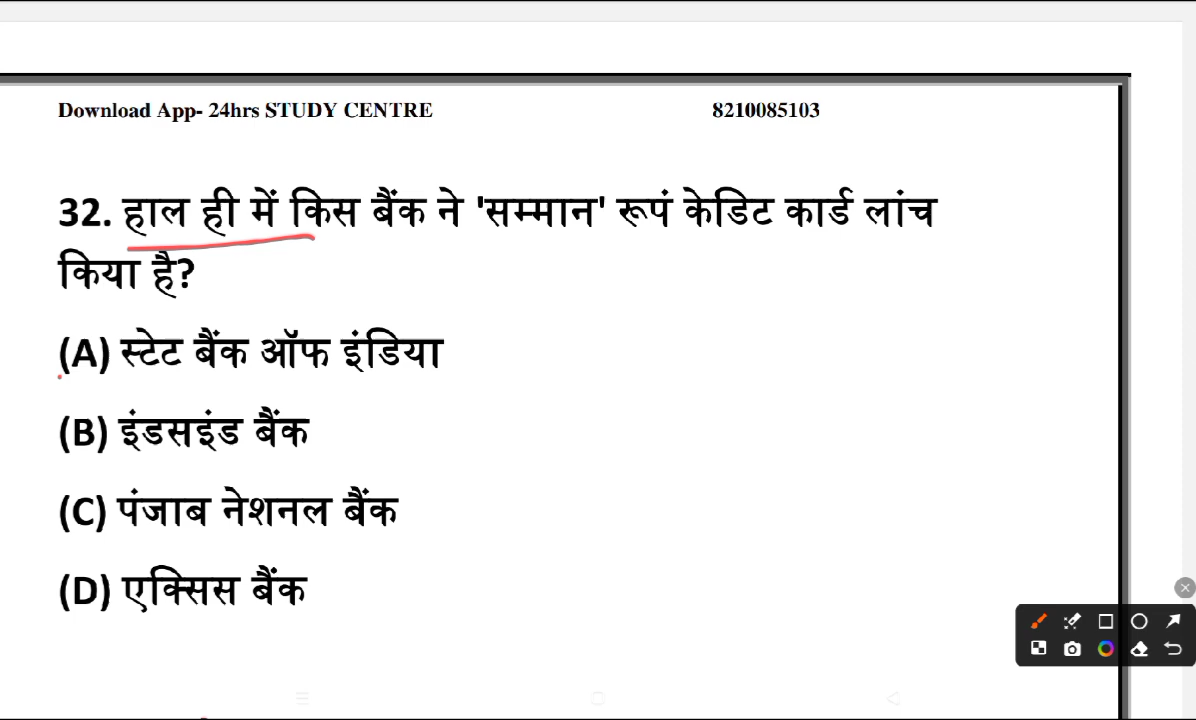 Download App- 24hrs STUDY CENTRE 8210085103
32. हाल ही में किस बैंक ने 'सम्मान' रूपं केडिट कार्ड लांच
किया है?
(A) स्टेट बैंक ऑफ इंडिया
(B) इंडसइंड बैंक
(C) पंजाब नेशनल बैंक
(D) एक्सिस बैंक